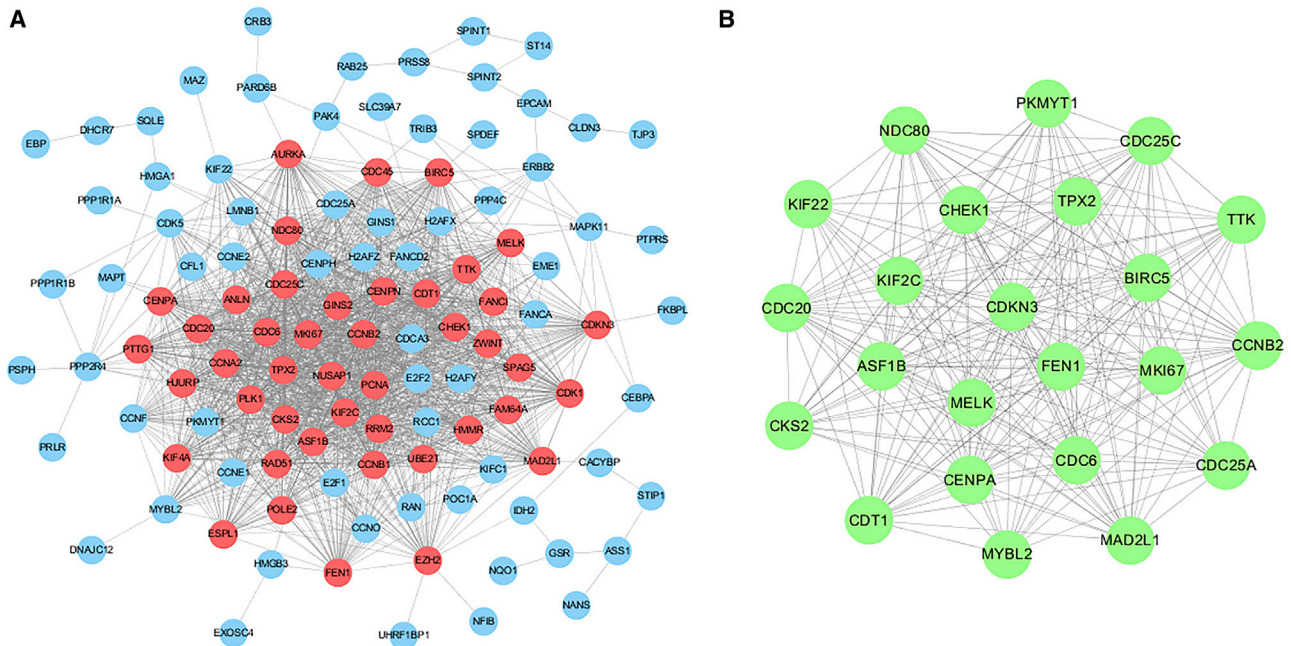 A
B
CRB3
SPINT1
ST14
MAZ
PARD6B
RAB25
PRSS8
SPINT2
SLC39A7
PAK4
EPCAM
CLDN3
TJP3
EBP
DHCR7
SQLE
TRIB3
SPDEF
AURKA
KIF22
CDC45
BIRC5
ERBB2
HMGA1
PPP1R1A
CDK5
LMNB1
CDC25A
GINS1
H2AFX
PPP4C
MAPK11
PTPRS
NDC80
MELK
CCNE2
CFL1
CENPH
H2AFZ
FANCD2
TTK
EME1
PPP1R1B
MAPT
CENPA
ANLN
CDC25C
GINS2
CENPN
CDT1
FANCI
FANCA
FKBPL
CDKN3
CDC20
CDC6
MKI67
CCNB2
CDCA3
CHEK1
ZWINT
PTTG1
PSPH
PPP2R4
CCNA2
TPX2
NUSAP1
PCNA
E2F2
H2AFY
SPAG5
HJURP
PLK1
CDK1
CEBPA
CCNF
PKMYT1
CKS2
KIF2C
RRM2
RCC1
HMMR
FAM64A
PRLR
ASF1B
KIF4A
CCNE1
RAD51
CCNB1
UBE2T
KIFC1
MAD2L1
CACYBP
E2F1
POC1A
STIP1
MYBL2
POLE2
RAN
IDH2
ESPL1
CCNO
DNAJC12
HMGB3
FEN1
EZH2
GSR
ASS1
NQO1
NANS
EXOSC4
UHRF1BP1
NFIB
PKMYT1
NDC80
CDC25C
KIF22
CHEK1
TPX2
TTK
KIF2C
BIRC5
CDC20
CDKN3
CCNB2
ASF1B
FEN1
MKI67
MELK
CKS2
CDC6
CDC25A
CENPA
CDT1
MYBL2
MAD2L1